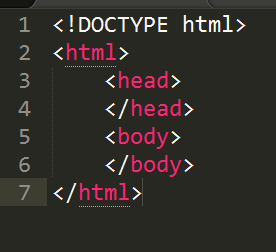 1 <!DOCTYPE html>
2 <html>
3     <head>
4     </head>
5     <body>
6     </body>
7 </html>